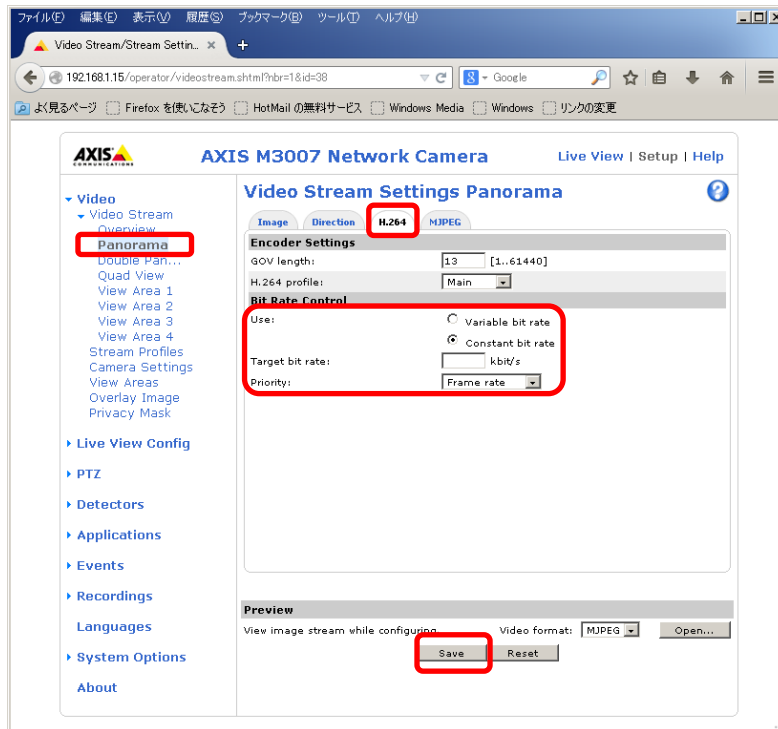 ファイル(F) 編集(E) 表示(V) 履歴(S) ブックマーク(B) ツール(T) ヘルプ(H)
Video Stream/Stream Settin...
192.168.1.15/operator/videostream.shtml?nbr=1&id=38
8 Google
よく見るページ Firefox を使いこなそう HotMail の無料サービス Windows Media Windows リンクの変更
AXIS
COMMUNICATIONS
AXIS M3007 Network Camera
Live View | Setup | Help
Video
Video Stream
Overview
Panorama
Double Pan...
Quad View
View Area 1
View Area 2
View Area 3
View Area 4
Stream Profiles
Camera Settings
View Areas
Overlay Image
Privacy Mask
Live View Config
PTZ
Detectors
Applications
Events
Recordings
Languages
System Options
About
Video Stream Settings Panorama
?
Image Direction H.264 MJPEG
Encoder Settings
GOV length: 13 [1..61440]
H.264 profile: Main
Bit Rate Control
Use: Variable bit rate
Constant bit rate
Target bit rate: kbit/s
Priority: Frame rate
Preview
View image stream while configuring. Video format: MJPEG Open...
Save Reset